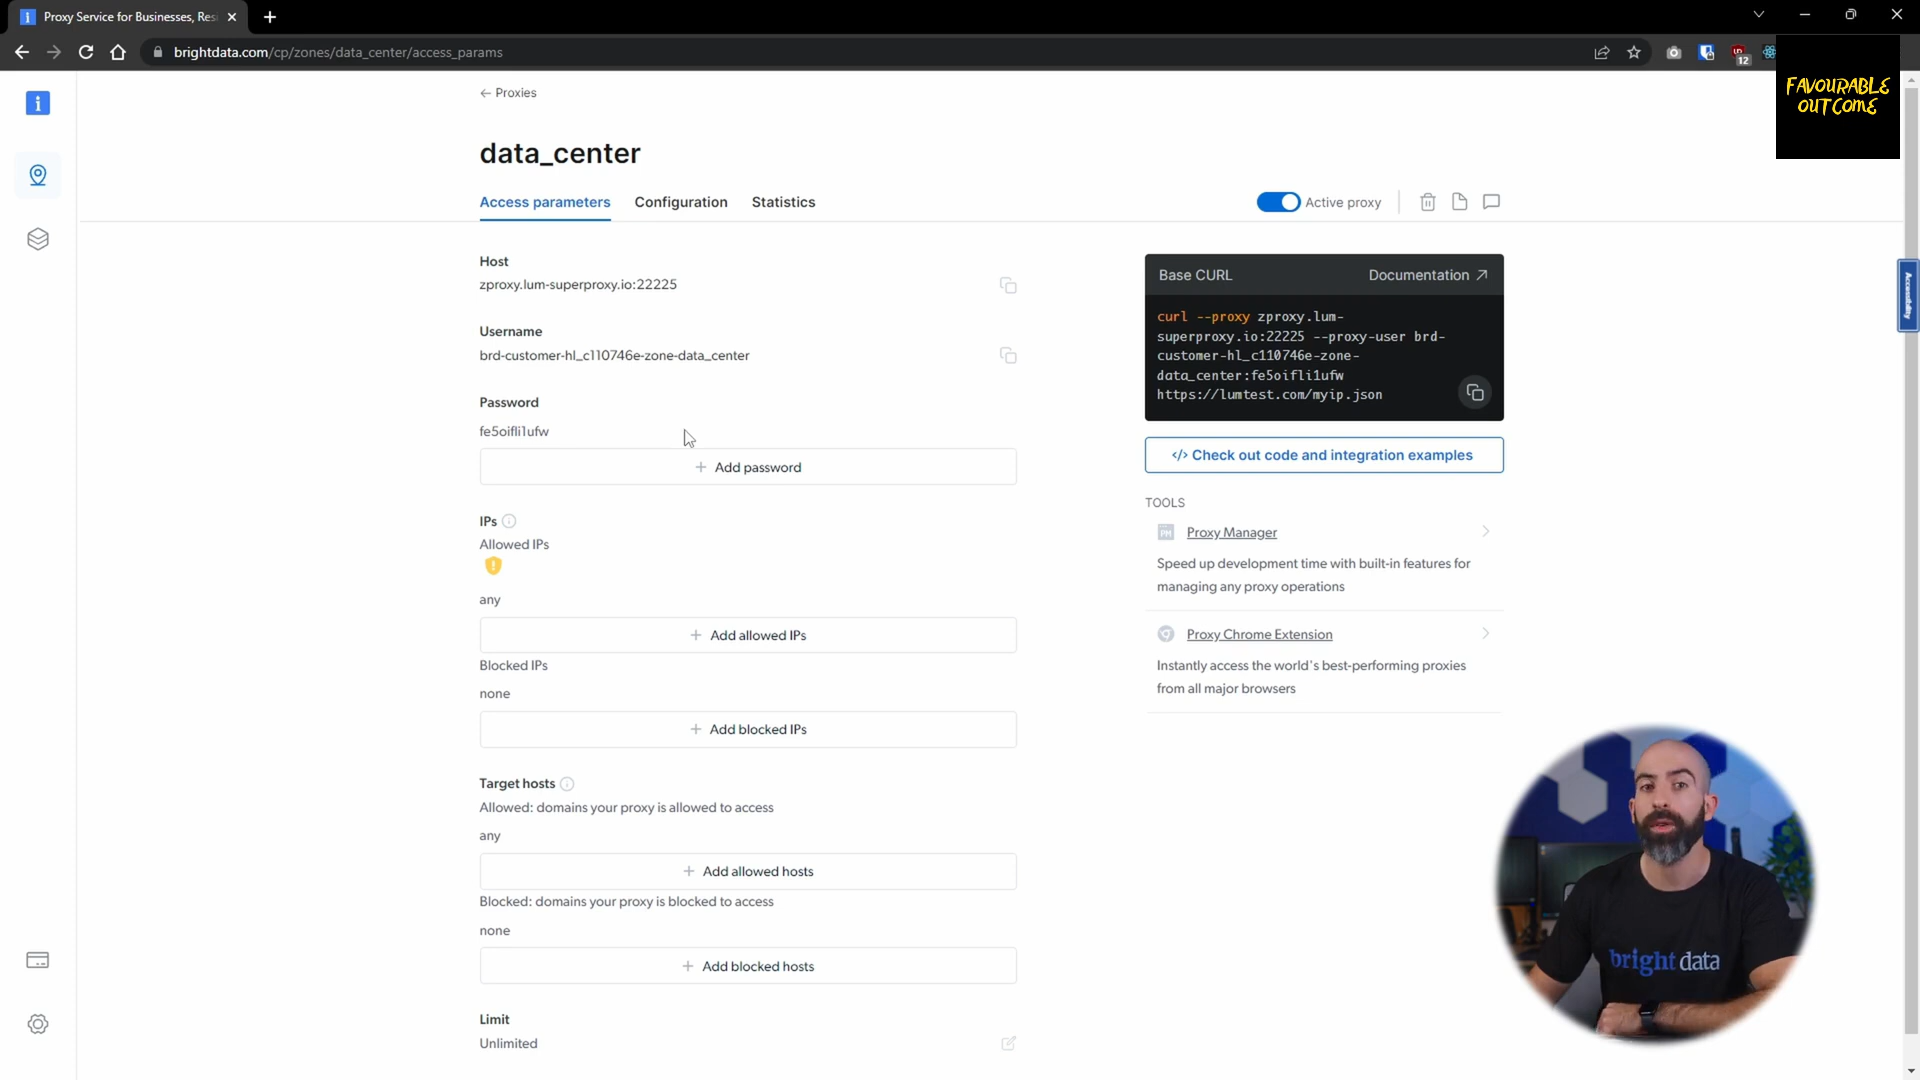 Proxy Service for Businesses, Resi
brightdata.com/cp/zones/data_center/access_params
12
FAVOURABLE
OUTCOME
← Proxies
data_center
Access parameters
Configuration
Statistics
Active proxy
Host
zproxy.lum-superproxy.io:22225
Username
brd-customer-hl_c110746e-zone-data_center
Password
fe5oifli1ufw
+ Add password
IPs
Allowed IPs
any
+ Add allowed IPs
Blocked IPs
none
+ Add blocked IPs
Target hosts
Allowed: domains your proxy is allowed to access
any
+ Add allowed hosts
Blocked: domains your proxy is blocked to access
none
+ Add blocked hosts
Limit
Unlimited
Base CURL
Documentation ↗
curl --proxy zproxy.lum-
superproxy.io:22225 --proxy-user brd-
customer-hl_c110746e-zone-
data_center:fe5oifli1ufw
https://lumtest.com/myip.json
</> Check out code and integration examples
TOOLS
PM
Proxy Manager
Speed up development time with built-in features for
managing any proxy operations
Proxy Chrome Extension
Instantly access the world's best-performing proxies
from all major browsers
Accessibility
bright data